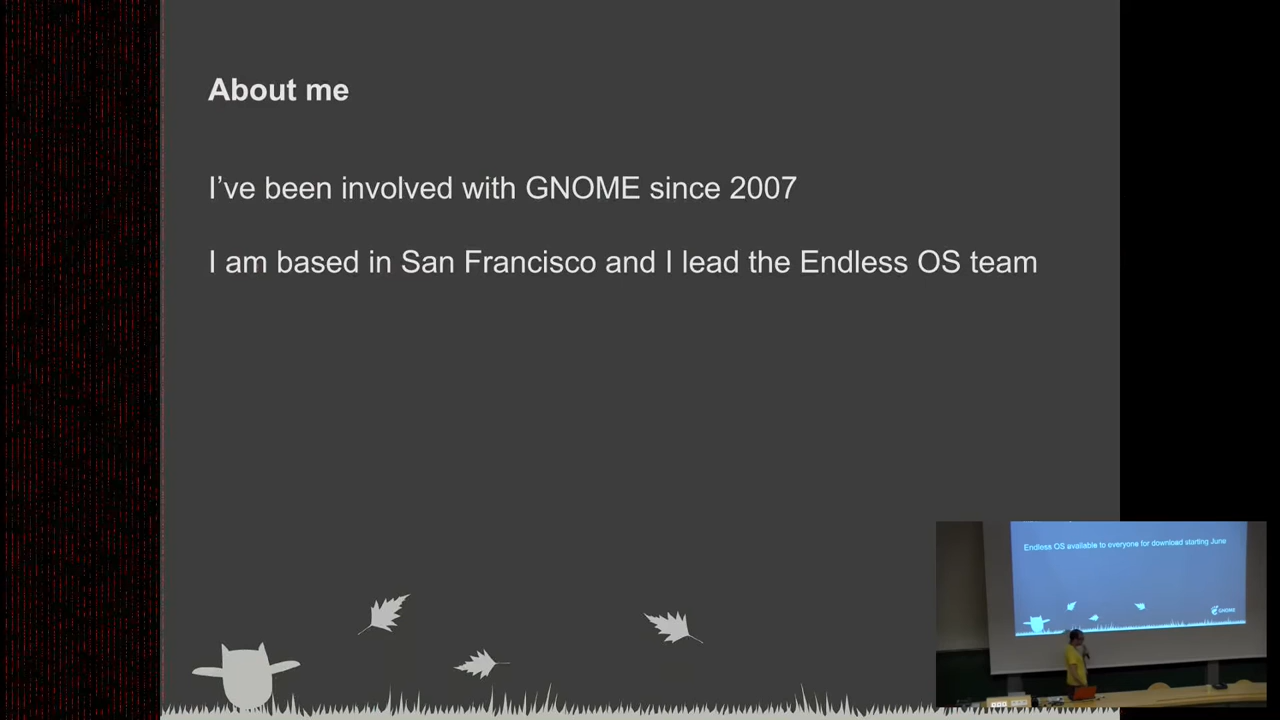 About me
I’ve been involved with GNOME since 2007
I am based in San Francisco and I lead the Endless OS team
Endless OS available to everyone for download starting June
GNOME